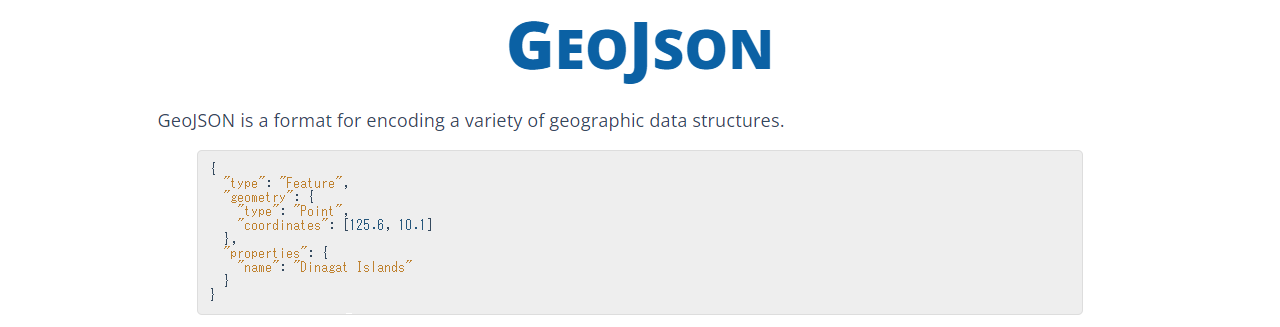 GeoJson
GeoJSON is a format for encoding a variety of geographic data structures.
{
  "type": "Feature",
  "geometry": {
    "type": "Point",
    "coordinates": [125.6, 10.1]
  },
  "properties": {
    "name": "Dinagat Islands"
  }
}